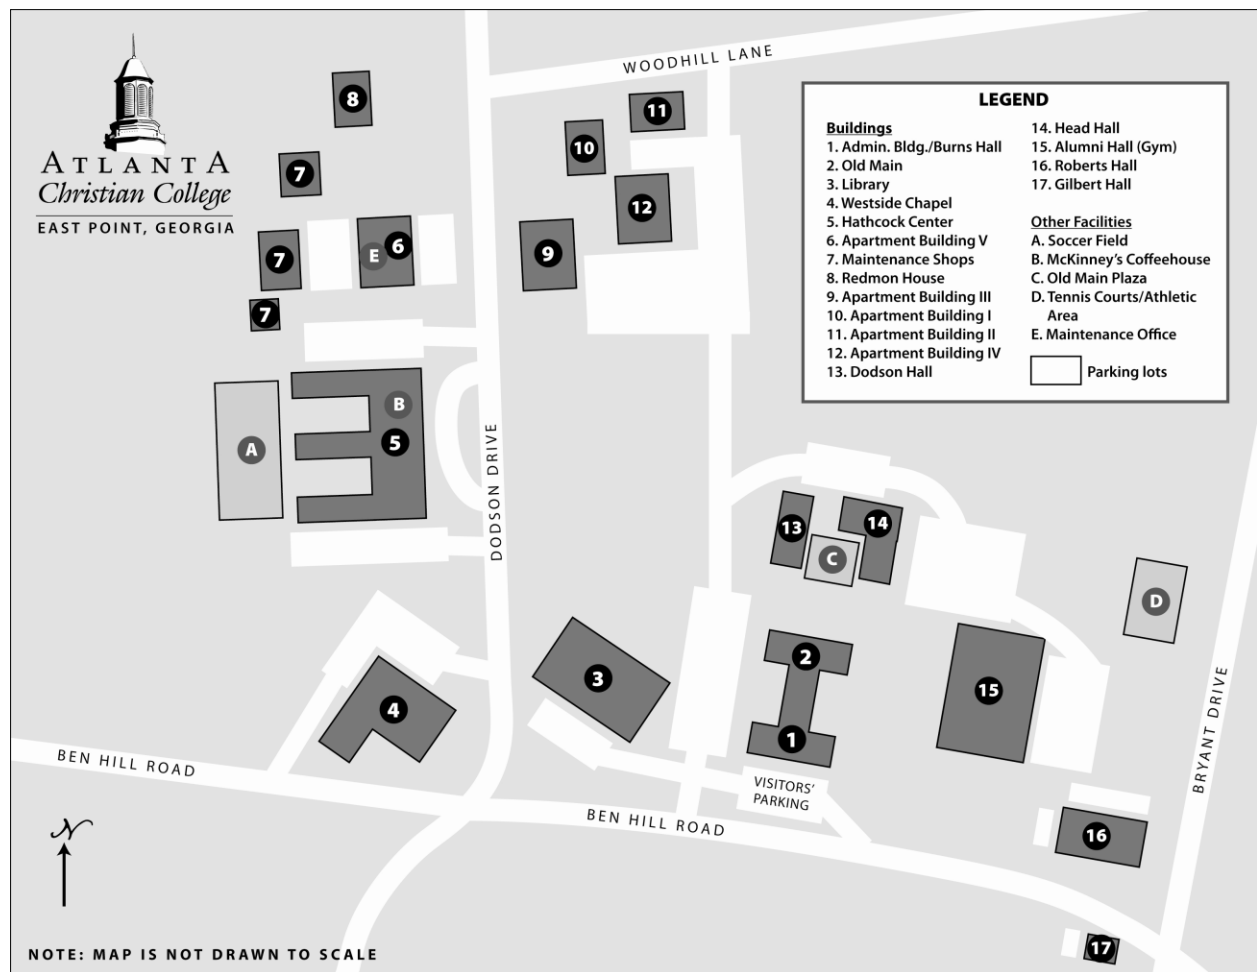 ATLANTA
Christian College
EAST POINT, GEORGIA
WOODHILL LANE
8
11
10
7
12
7
E
6
9
7
LEGEND
Buildings
1. Admin. Bldg./Burns Hall
2. Old Main
3. Library
4. Westside Chapel
5. Hathcock Center
6. Apartment Building V
7. Maintenance Shops
8. Redmon House
9. Apartment Building III
10. Apartment Building I
11. Apartment Building II
12. Apartment Building IV
13. Dodson Hall
14. Head Hall
15. Alumni Hall (Gym)
16. Roberts Hall
17. Gilbert Hall
Other Facilities
A. Soccer Field
B. McKinney's Coffeehouse
C. Old Main Plaza
D. Tennis Courts/Athletic
Area
E. Maintenance Office
Parking lots
B
A
5
DODSON DRIVE
13
14
C
D
4
3
2
15
1
BRYANT DRIVE
BEN HILL ROAD
VISITORS'
PARKING
BEN HILL ROAD
16
N
17
NOTE: MAP IS NOT DRAWN TO SCALE